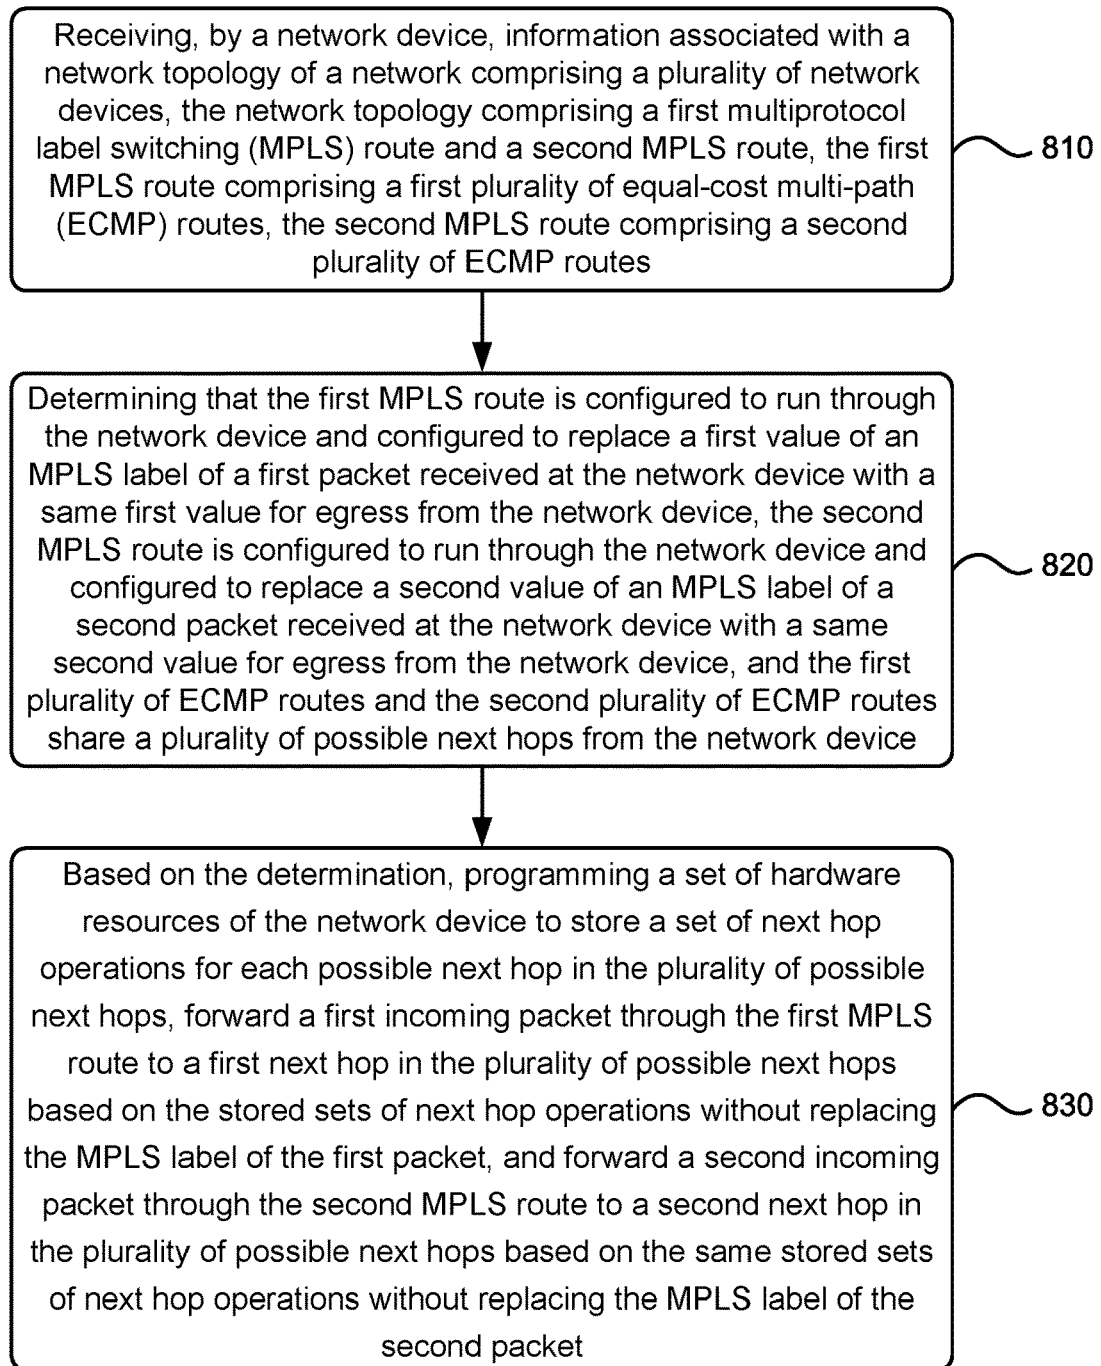 Receiving, by a network device, information associated with a
network topology of a network comprising a plurality of network
devices, the network topology comprising a first multiprotocol
label switching (MPLS) route and a second MPLS route, the first
MPLS route comprising a first plurality of equal-cost multi-path
(ECMP) routes, the second MPLS route comprising a second
plurality of ECMP routes
810
Determining that the first MPLS route is configured to run through
the network device and configured to replace a first value of an
MPLS label of a first packet received at the network device with a
same first value for egress from the network device, the second
MPLS route is configured to run through the network device and
configured to replace a second value of an MPLS label of a
second packet received at the network device with a same
second value for egress from the network device, and the first
plurality of ECMP routes and the second plurality of ECMP routes
share a plurality of possible next hops from the network device
820
Based on the determination, programming a set of hardware
resources of the network device to store a set of next hop
operations for each possible next hop in the plurality of possible
next hops, forward a first incoming packet through the first MPLS
route to a first next hop in the plurality of possible next hops
based on the stored sets of next hop operations without replacing
the MPLS label of the first packet, and forward a second incoming
packet through the second MPLS route to a second next hop in
the plurality of possible next hops based on the same stored sets
of next hop operations without replacing the MPLS label of the
second packet
830